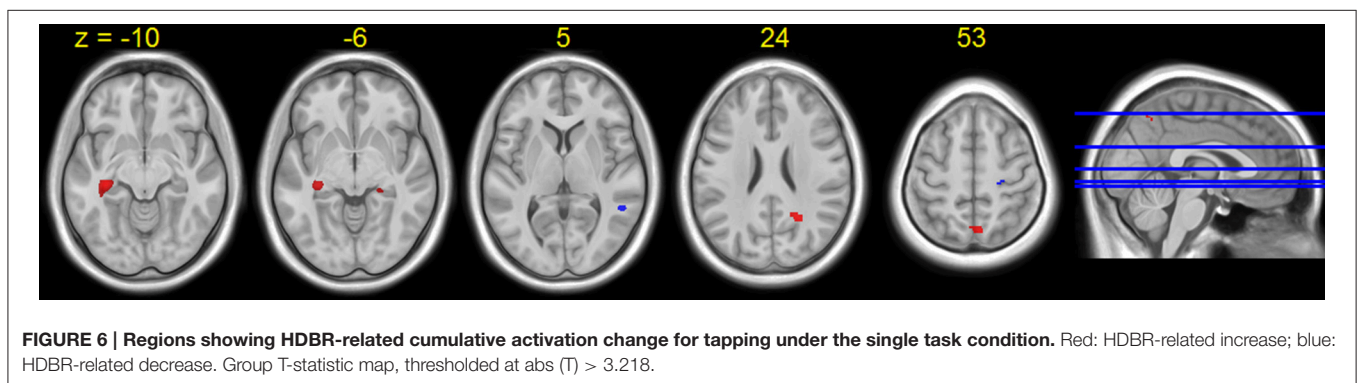 z = -10 -6 5 24 53
FIGURE 6 | Regions showing HDBR-related cumulative activation change for tapping under the single task condition. Red: HDBR-related increase; blue:
HDBR-related decrease. Group T-statistic map, thresholded at abs (T) > 3.218.